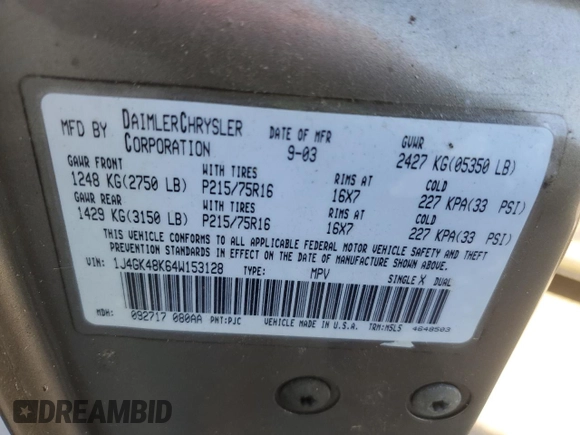 MFD BY DAIMLERCHRYSLER CORPORATION DATE OF MFR 9-03 GVWR 2427 KG(05350 LB)
GAWR FRONT WITH TIRES RIMS AT COLD
1248 KG(2750 LB) P215/75R16 16X7 227 KPA(33 PSI)
GAWR REAR WITH TIRES RIMS AT COLD
1429 KG(3150 LB) P215/75R16 16X7 227 KPA(33 PSI)
THIS VEHICLE CONFORMS TO ALL APPLICABLE FEDERAL MOTOR VEHICLE SAFETY AND THEFT
PREVENTION STANDARDS IN EFFECT ON THE DATE OF MANUFACTURE SHOWN ABOVE.
VIN: 1J4GK48K64W153128 TYPE: MPV SINGLE X DUAL
MDH: 092717 080AA PNT:PJC VEHICLE MADE IN U.S.A. TRM:M5L5 4648503
DREAMBID